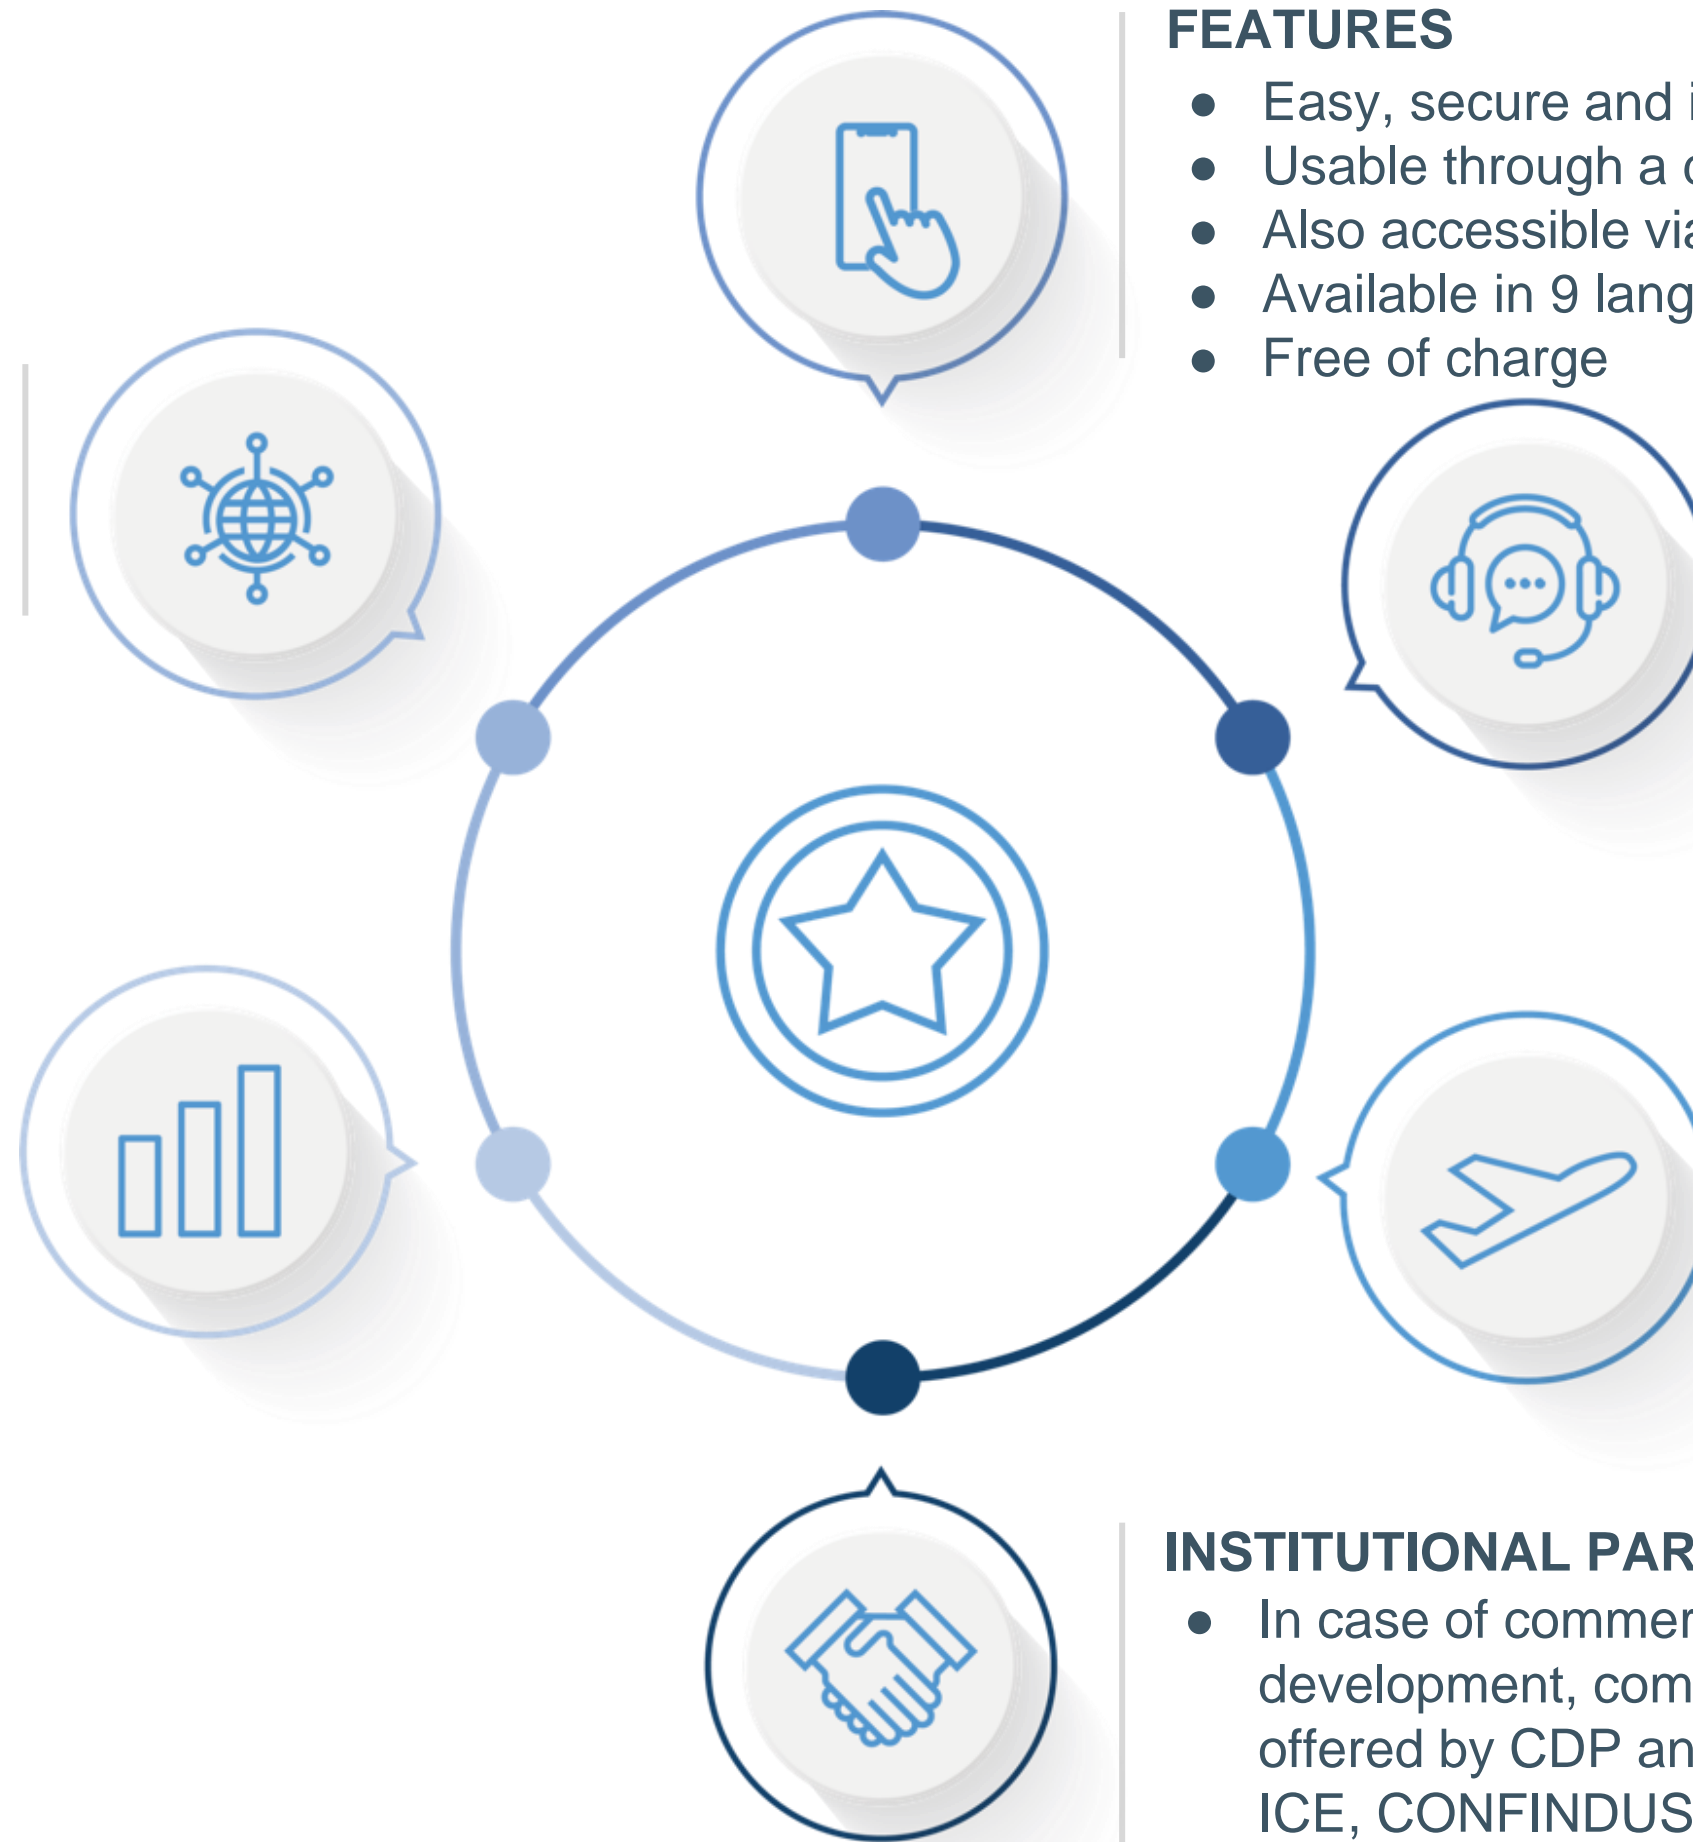 FEATURES
● Easy, secure and
● Usable through a
● Also accessible via
● Available in 9 lang
● Free of charge
INSTITUTIONAL PAR
● In case of commer
development, com
offered by CDP an
ICE, CONFINDUS